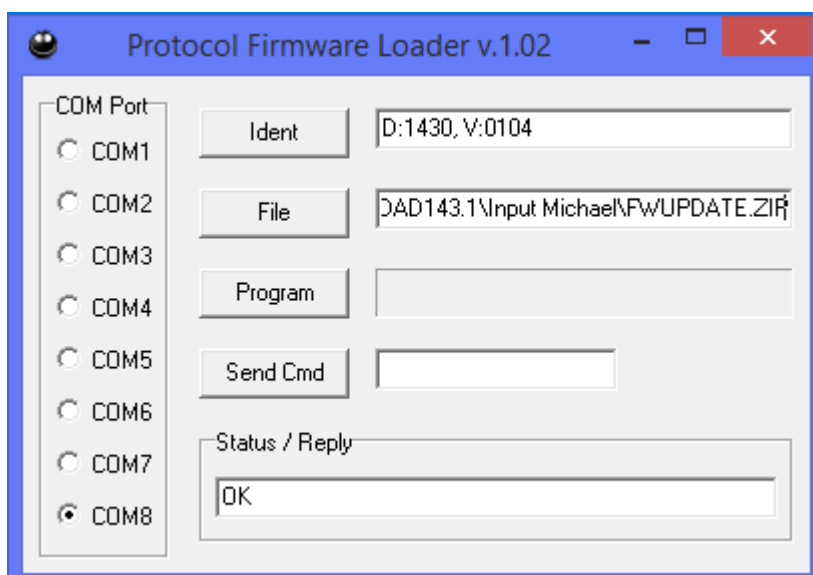 Protocol Firmware Loader v.1.02
COM Port
COM1
COM2
COM3
COM4
COM5
COM6
COM7
COM8
Ident
D:1430, V:0104
File
DAD143.1\Input Michael\FWUPDATE.ZIP
Program
Send Cmd
Status / Reply
OK